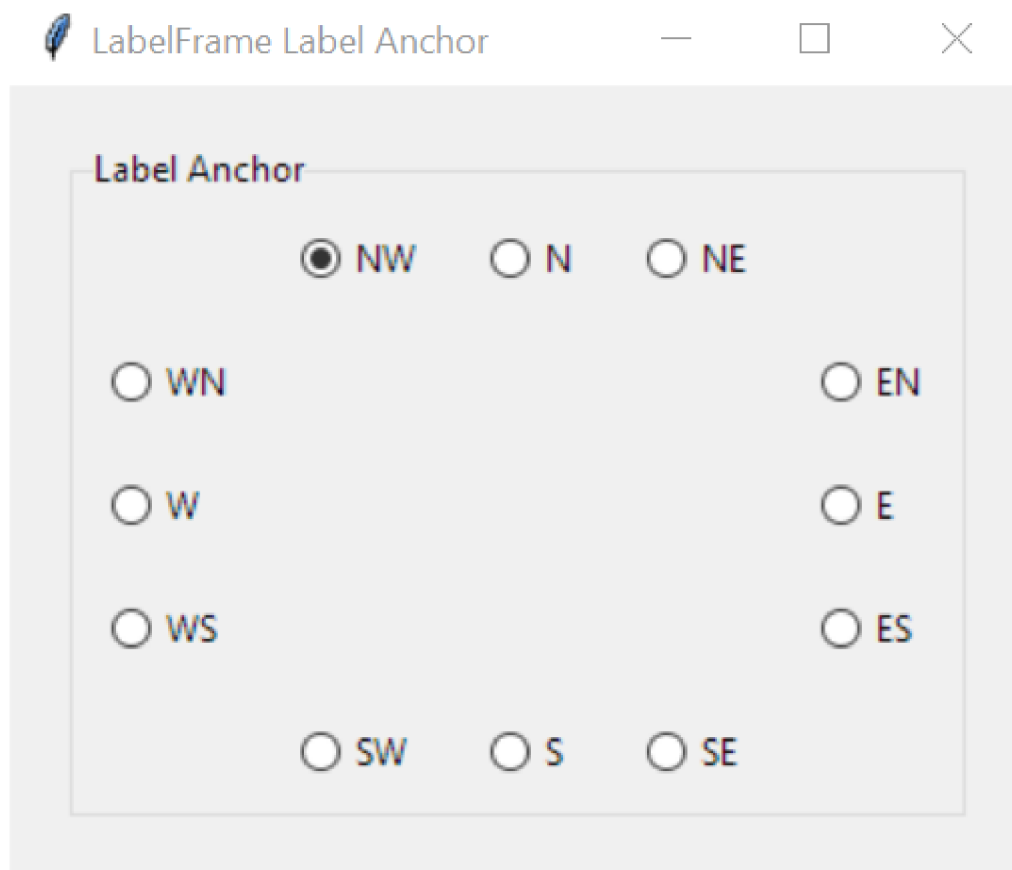 LabelFrame Label Anchor
Label Anchor
NW N NE
WN EN
W E
WS ES
SW S SE